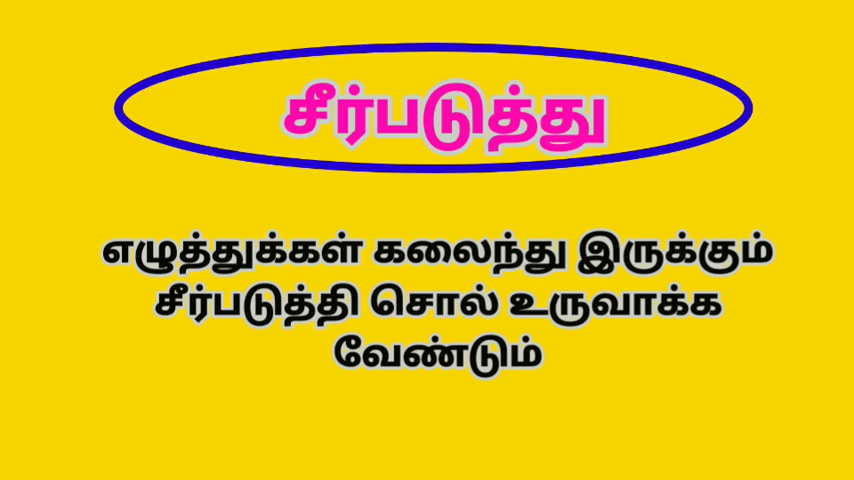 சீர்படுத்து
எழுத்துக்கள் கலைந்து இருக்கும்
சீர்படுத்தி சொல் உருவாக்க
வேண்டும்